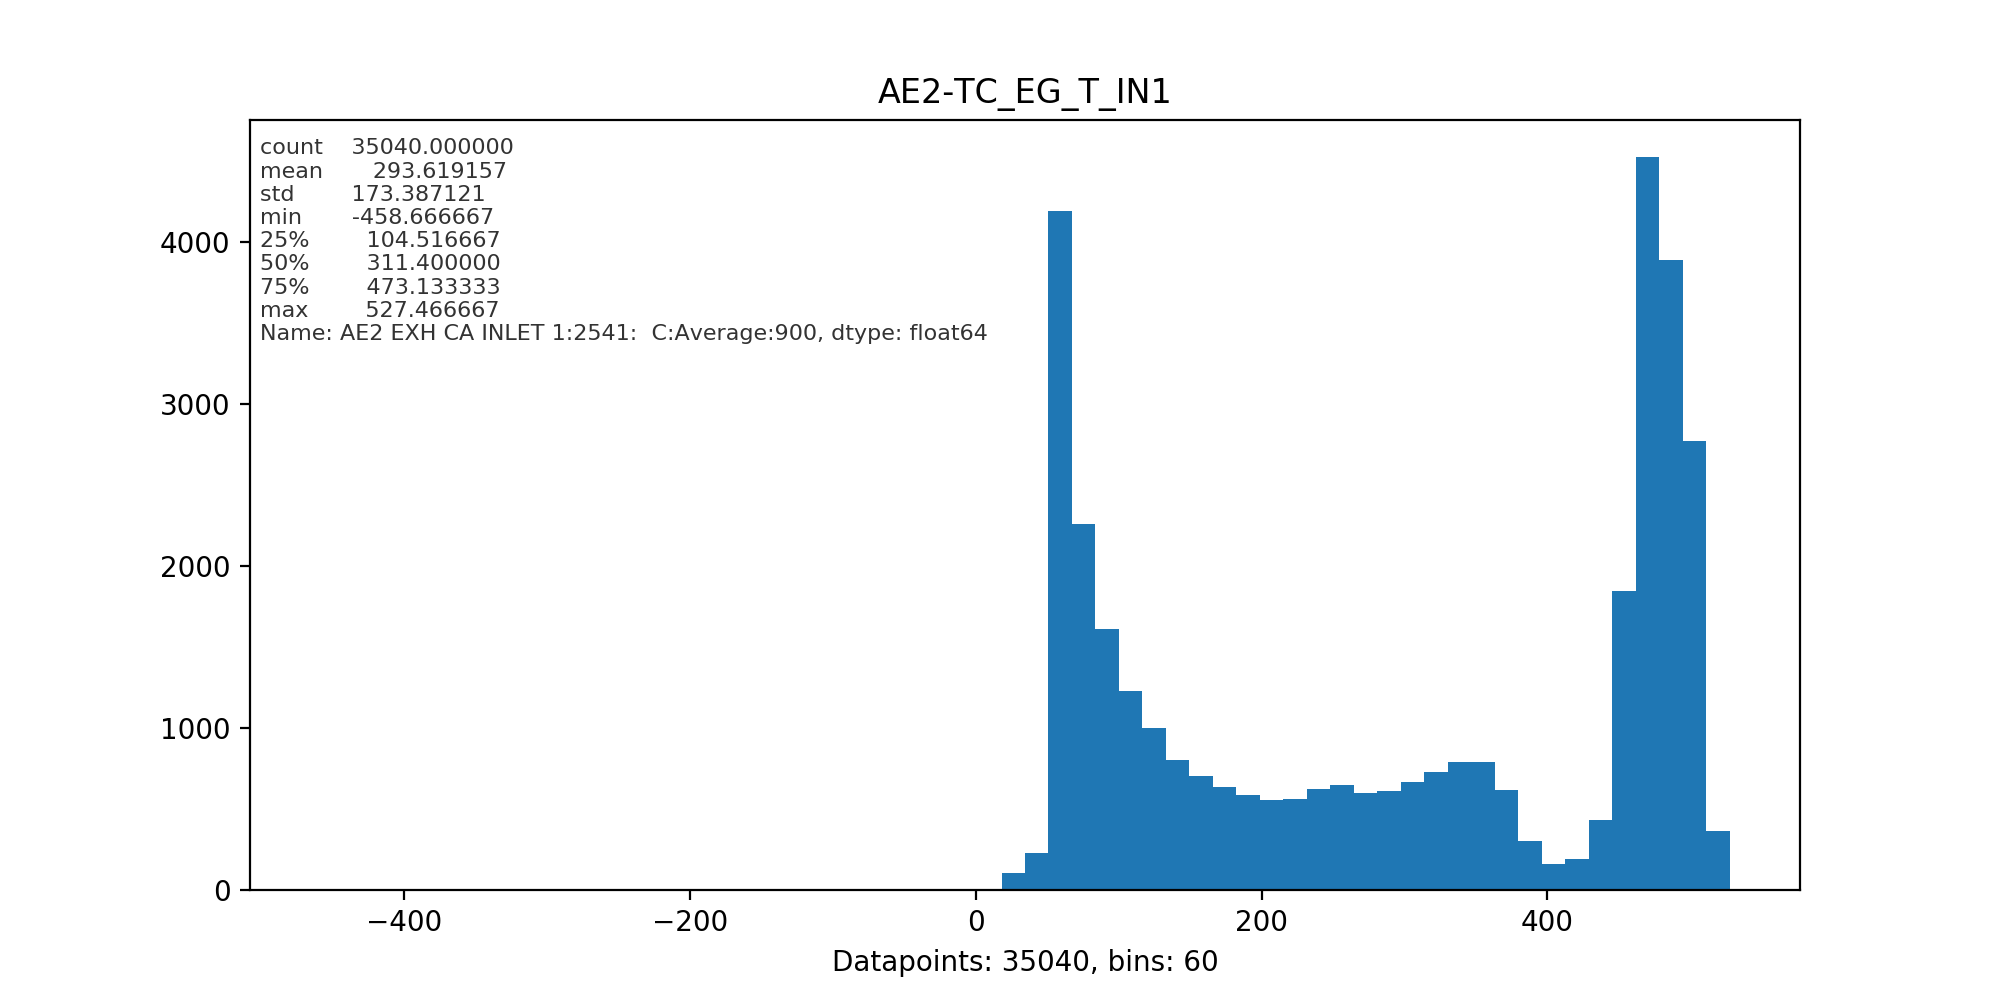 AE2-TC_EG_T_IN1
count 35040.000000
mean 293.619157
std 173.387121
min -458.666667
25% 104.516667
50% 311.400000
75% 473.133333
max 527.466667
Name: AE2 EXH CA INLET 1:2541:  C:Average:900, dtype: float64
4000
3000
2000
1000
0
−400 −200 0 200 400
Datapoints: 35040, bins: 60